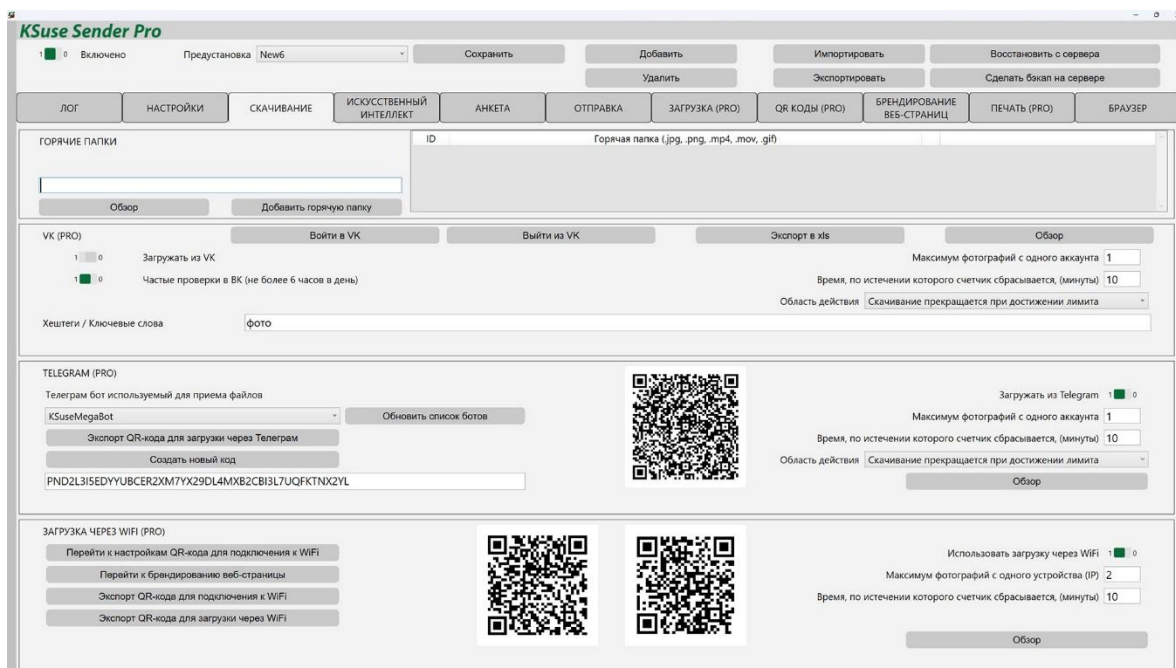 KSuse Sender Pro
1 0 Включено Предустановка New6 Сохранить Добавить Импортировать Восстановить с сервера
Удалить Экспортировать Сделать бэкап на сервере
ЛОГ НАСТРОЙКИ СКАЧИВАНИЕ ИСКУССТВЕННЫЙ ИНТЕЛЛЕКТ АНКЕТА ОТПРАВКА ЗАГРУЗКА (PRO) QR КОДЫ (PRO) БРЕНДИРОВАНИЕ ВЕБ-СТРАНИЦ ПЕЧАТЬ (PRO) БРАУЗЕР
ГОРЯЧИЕ ПАПКИ
ID Горячая папка (.jpg, .png, .mp4, .mov, .gif)
Обзор Добавить горячую папку
VK (PRO) Войти в VK Выйти из VK Экспорт в xls Обзор
1 0 Загружать из VK Максимум фотографий с одного аккаунта 1
1 0 Частые проверки в ВК (не более 6 часов в день) Время, по истечении которого счетчик сбрасывается, (минуты) 10
Область действия Скачивание прекращается при достижении лимита
Хештеги / Ключевые слова фото
TELEGRAM (PRO)
Телеграм бот используемый для приема файлов Загружать из Telegram 1 0
KSuseMegaBot Обновить список ботов Максимум фотографий с одного аккаунта 1
Экспорт QR-кода для загрузки через Телеграм Время, по истечении которого счетчик сбрасывается, (минуты) 10
Создать новый код Область действия Скачивание прекращается при достижении лимита
PND2L3I5EDYYUBCER2XM7YX29DL4MXB2CBI3L7UQFKTNX2YL Обзор
ЗАГРУЗКА ЧЕРЕЗ WIFI (PRO)
Перейти к настройкам QR-кода для подключения к WiFi Использовать загрузку через WiFi 1 0
Перейти к брендированию веб-страницы Максимум фотографий с одного устройства (IP) 2
Экспорт QR-кода для подключения к WiFi Время, по истечении которого счетчик сбрасывается, (минуты) 10
Экспорт QR-кода для загрузки через WiFi
Обзор